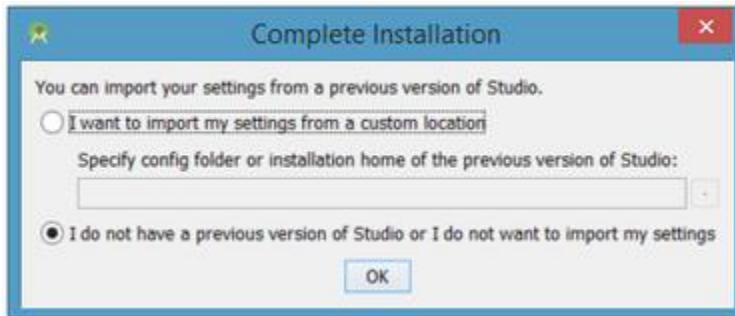 Complete Installation
You can import your settings from a previous version of Studio.
I want to import my settings from a custom location
Specify config folder or installation home of the previous version of Studio:
I do not have a previous version of Studio or I do not want to import my settings
OK